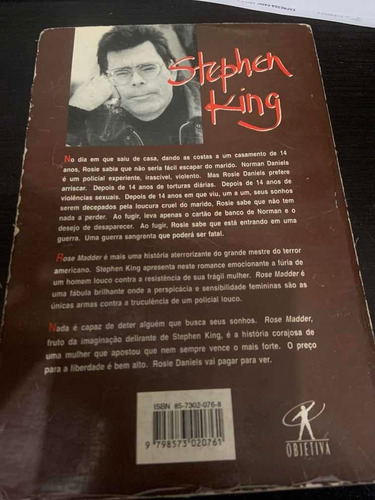 Stephen
King
No dia em que saiu de casa, dando as costas a um casamento de 14
anos, Rosie sabia que não seria fácil escapar do marido. Norman Daniels
é um policial experiente, irascível, violento. Mas Rosie Daniels prefere
arriscar. Depois de 14 anos de torturas diárias. Depois de 14 anos de
violências sexuais. Depois de 14 anos em que viu, um a um, seus sonhos
serem decepados pela loucura cruel do marido, Rosie sabe que não tem
nada a perder. Ao fugir, leva apenas o cartão de banco de Norman e o
desejo de desaparecer. Ao fugir, Rosie sabe que está entrando em uma
guerra. Uma guerra sangrenta que poderá ser fatal.
Rose Madder é mais uma história aterrorizante do grande mestre do terror
americano. Stephen King apresenta neste romance emocionante a fúria de
um homem louco contra a resistência de sua frágil mulher. Rose Madder é
uma fábula brilhante onde a perspicácia e sensibilidade femininas são as
únicas armas contra a truculência de um policial louco.
Nada é capaz de deter alguém que busca seus sonhos. Rose Madder,
fruto da imaginação delirante de Stephen King, é a história corajosa de
uma mulher que apostou que nem sempre vence o mais forte. O preço
para a liberdade é bem alto. Rosie Daniels vai pagar para ver.
ISBN 85-7302-076-8
9 798573 020761
OBJETIVA